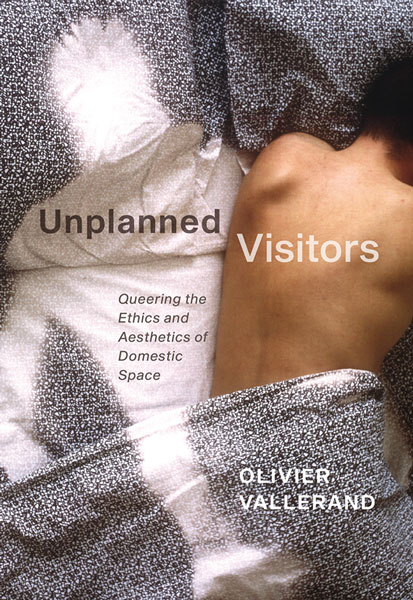 Unplanned
Visitors
Queering the
Ethics and
Aesthetics of
Domestic
Space
OLIVIER
VALLERAND